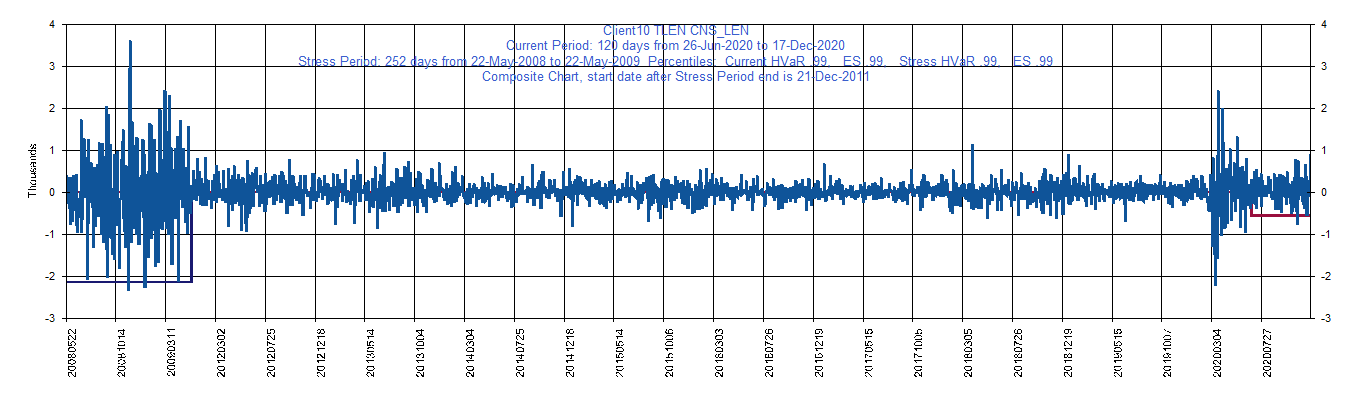 Client10 TLEN CNS_LEN
Current Period: 120 days from 26-Jun-2020 to 17-Dec-2020
Stress Period: 252 days from 22-May-2008 to 22-May-2009 Percentiles: Current HVaR .99, ES .99, Stress HVaR .99, ES .99
Composite Chart, start date after Stress Period end is 21-Dec-2011
4 4
3 3
2 2
1 1
0 0
-1 -1
-2 -2
-3 -3
Thousands
20080522 20081014 20090311 20120302 20120725 20121218 20130514 20131004 20140304 20140725 20141218 20150514 20151006 20160303 20160726 20161219 20170515 20171005 20180305 20180726 20181219 20190515 20191007 20200304 20200727